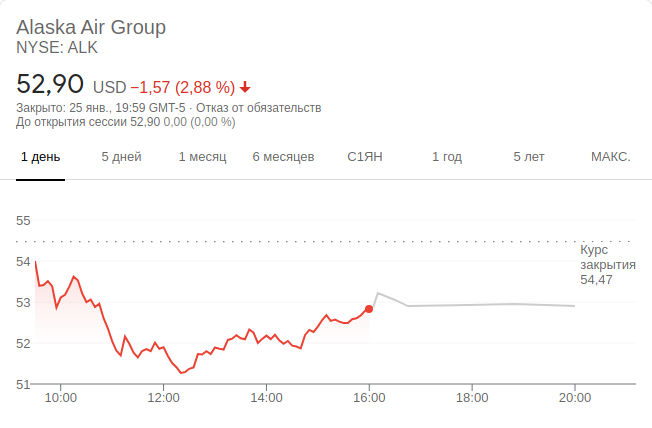 Alaska Air Group
NYSE: ALK
52,90 USD −1,57 (2,88 %)
Закрыто: 25 янв., 19:59 GMT-5 · Отказ от обязательств
До открытия сессии 52,90 0,00 (0,00 %)
1 день 5 дней 1 месяц 6 месяцев С1ЯН 1 год 5 лет МАКС.
55
54
53
52
51
Курс
закрытия
54,47
10:00 12:00 14:00 16:00 18:00 20:00